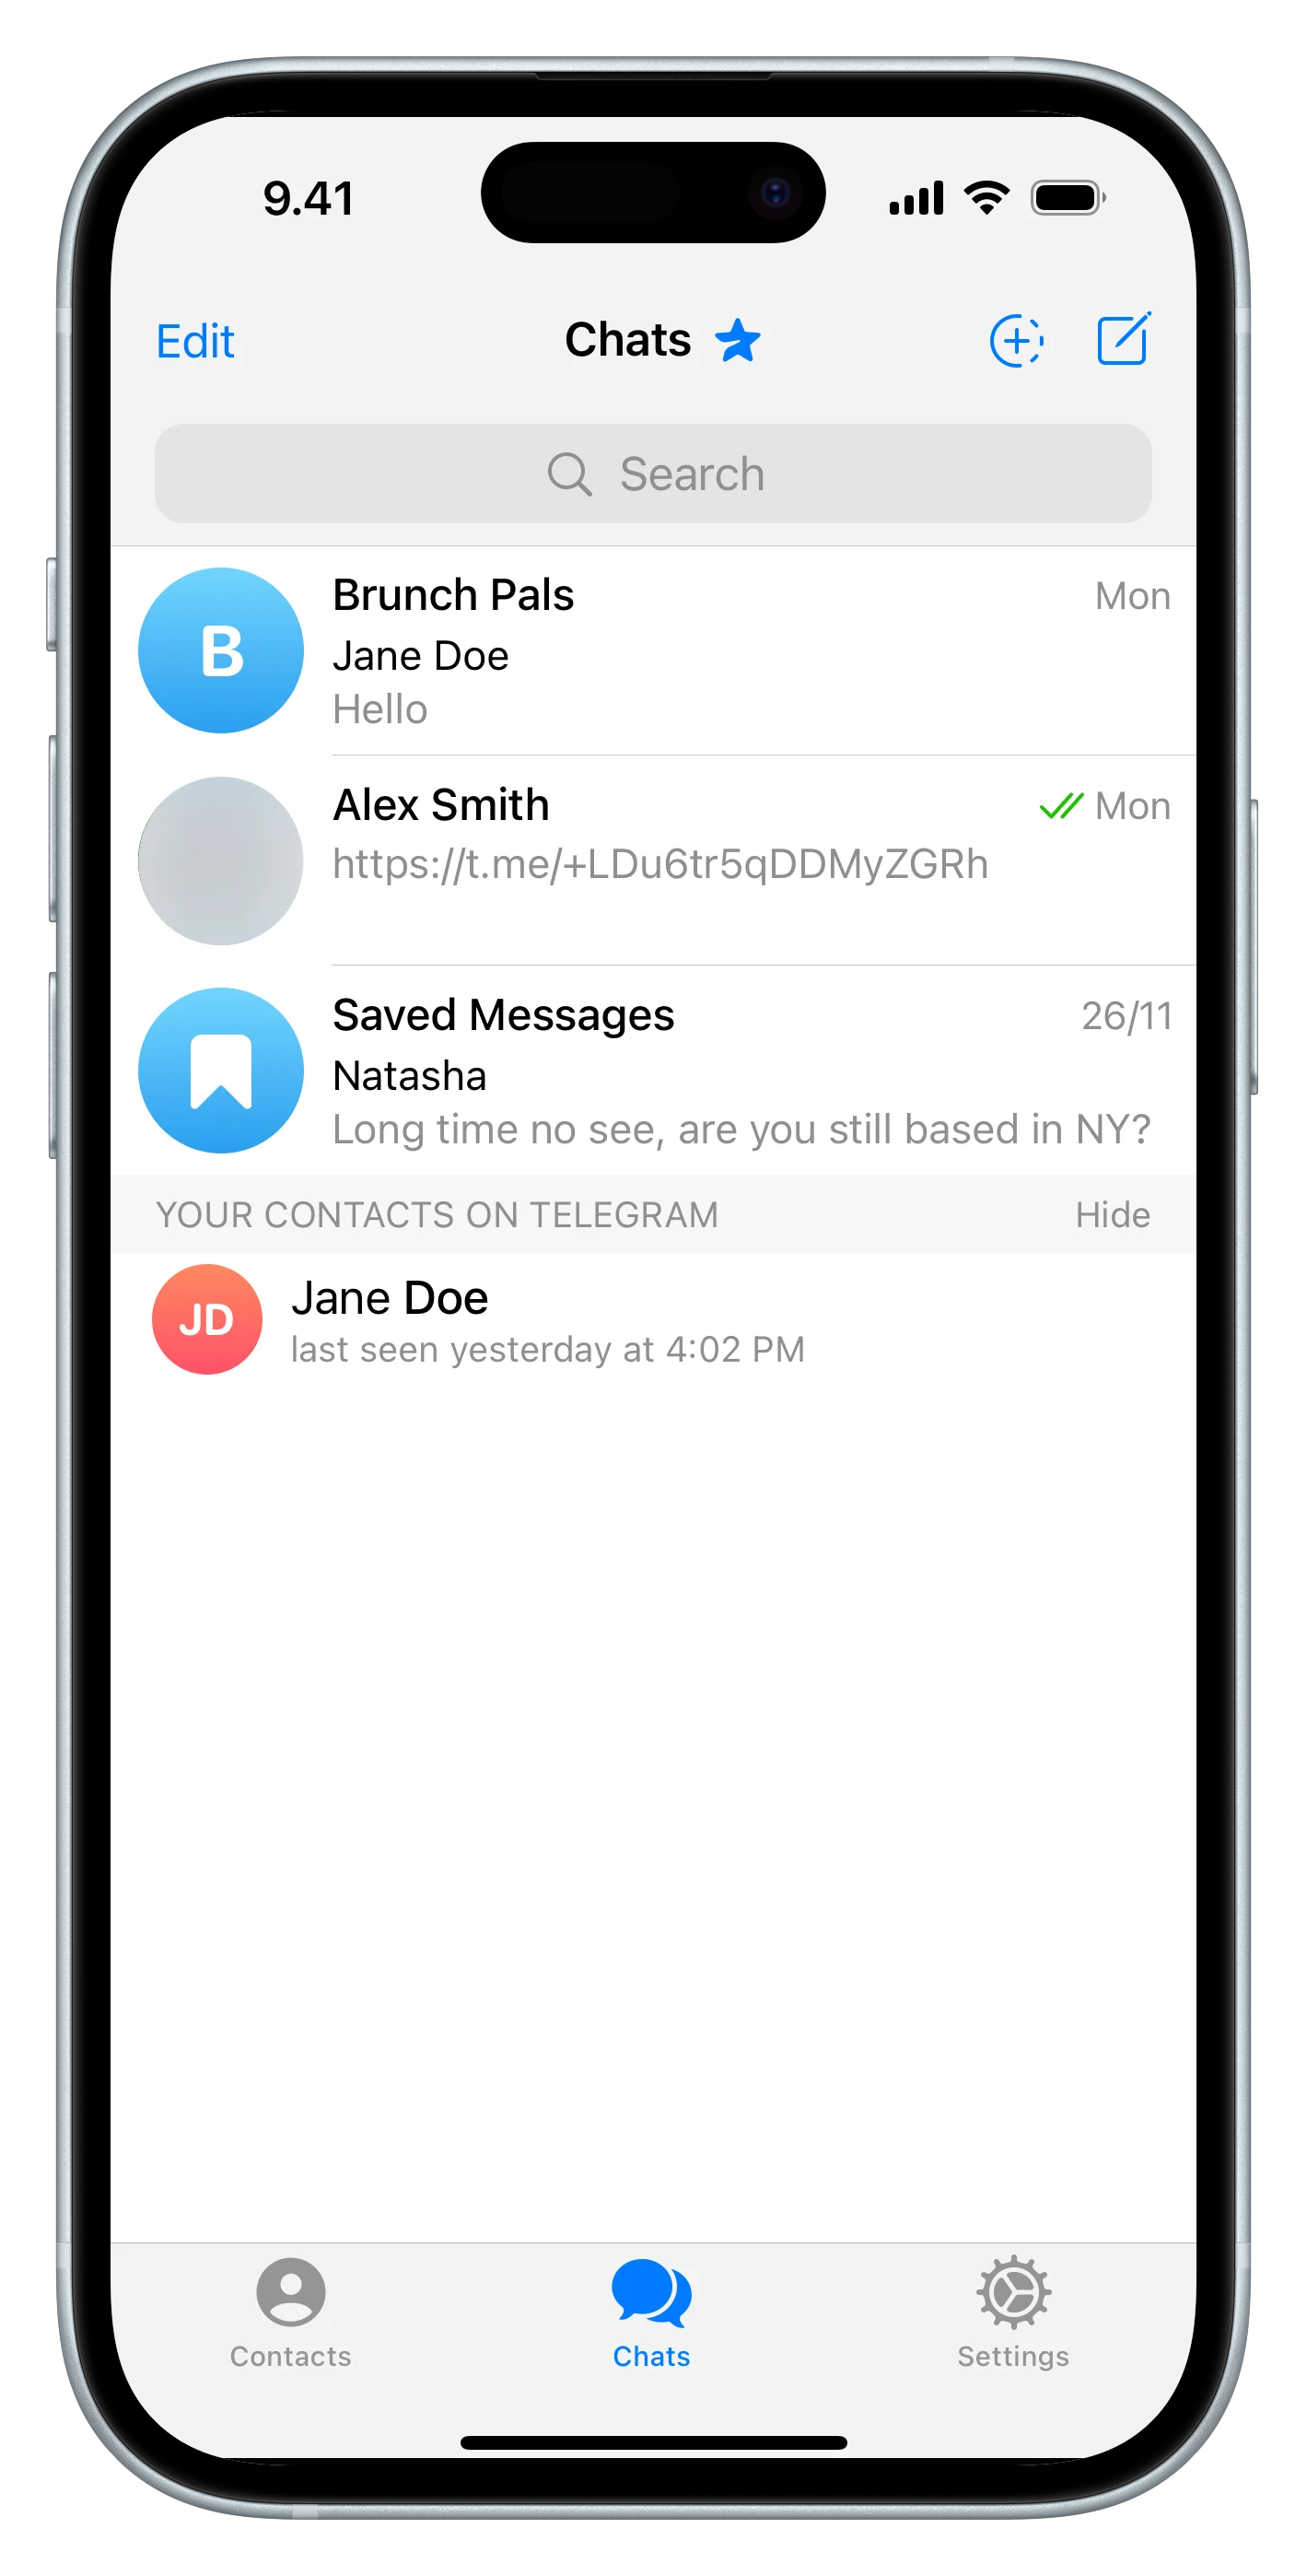 9.41
Edit
Chats
Search
Brunch Pals
Mon
Jane Doe
Hello
B
Alex Smith
Mon
https://t.me/+LDu6tr5qDDMyZGRh
Saved Messages
26/11
Natasha
Long time no see, are you still based in NY?
YOUR CONTACTS ON TELEGRAM
Hide
JD
Jane Doe
last seen yesterday at 4:02 PM
Contacts
Chats
Settings